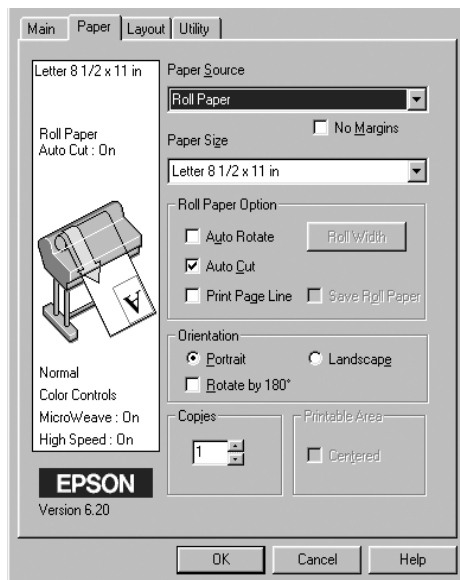 Main Paper Layout Utility
Letter 8 1/2 x 11 in
Roll Paper
Auto Cut : On
A
Normal
Color Controls
MicroWeave : On
High Speed : On
EPSON
Version 6.20
Paper Source
Roll Paper
No Margins
Paper Size
Letter 8 1/2 x 11 in
Roll Paper Option
Auto Rotate
Roll Width
Auto Cut
Print Page Line
Save Roll Paper
Orientation
Portrait
Landscape
Rotate by 180°
Copies
1
Printable Area
Centered
OK Cancel Help